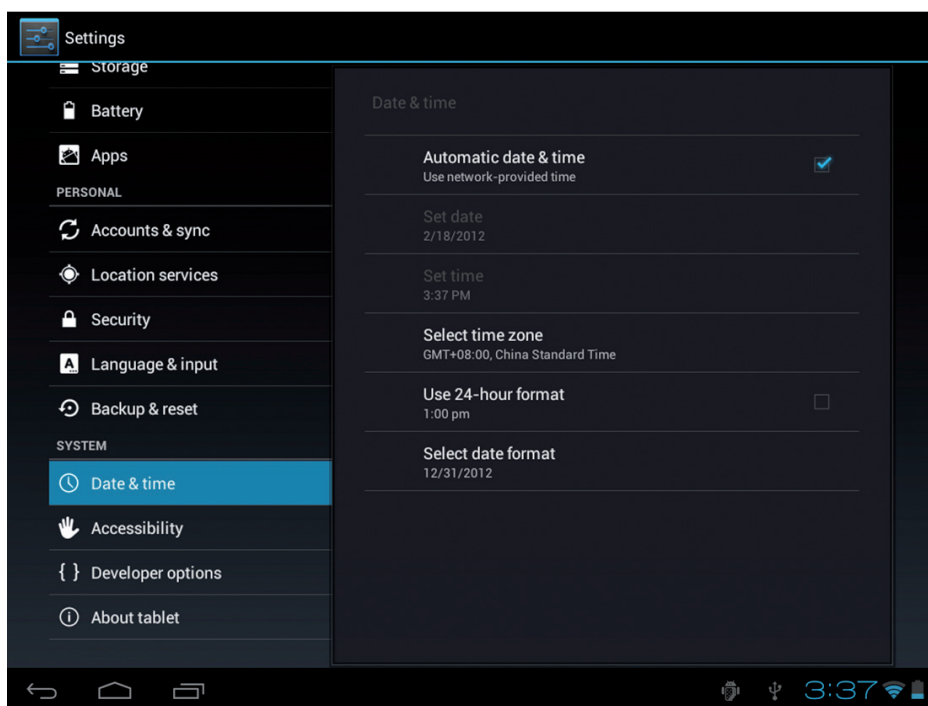 Settings
Storage
Battery
Apps
PERSONAL
Accounts & sync
Location services
Security
Language & input
Backup & reset
SYSTEM
Date & time
Accessibility
Developer options
About tablet
Date & time
Automatic date & time
Use network-provided time
Set date
2/18/2012
Set time
3:37 PM
Select time zone
GMT+08:00, China Standard Time
Use 24-hour format
1:00 pm
Select date format
12/31/2012
3:37